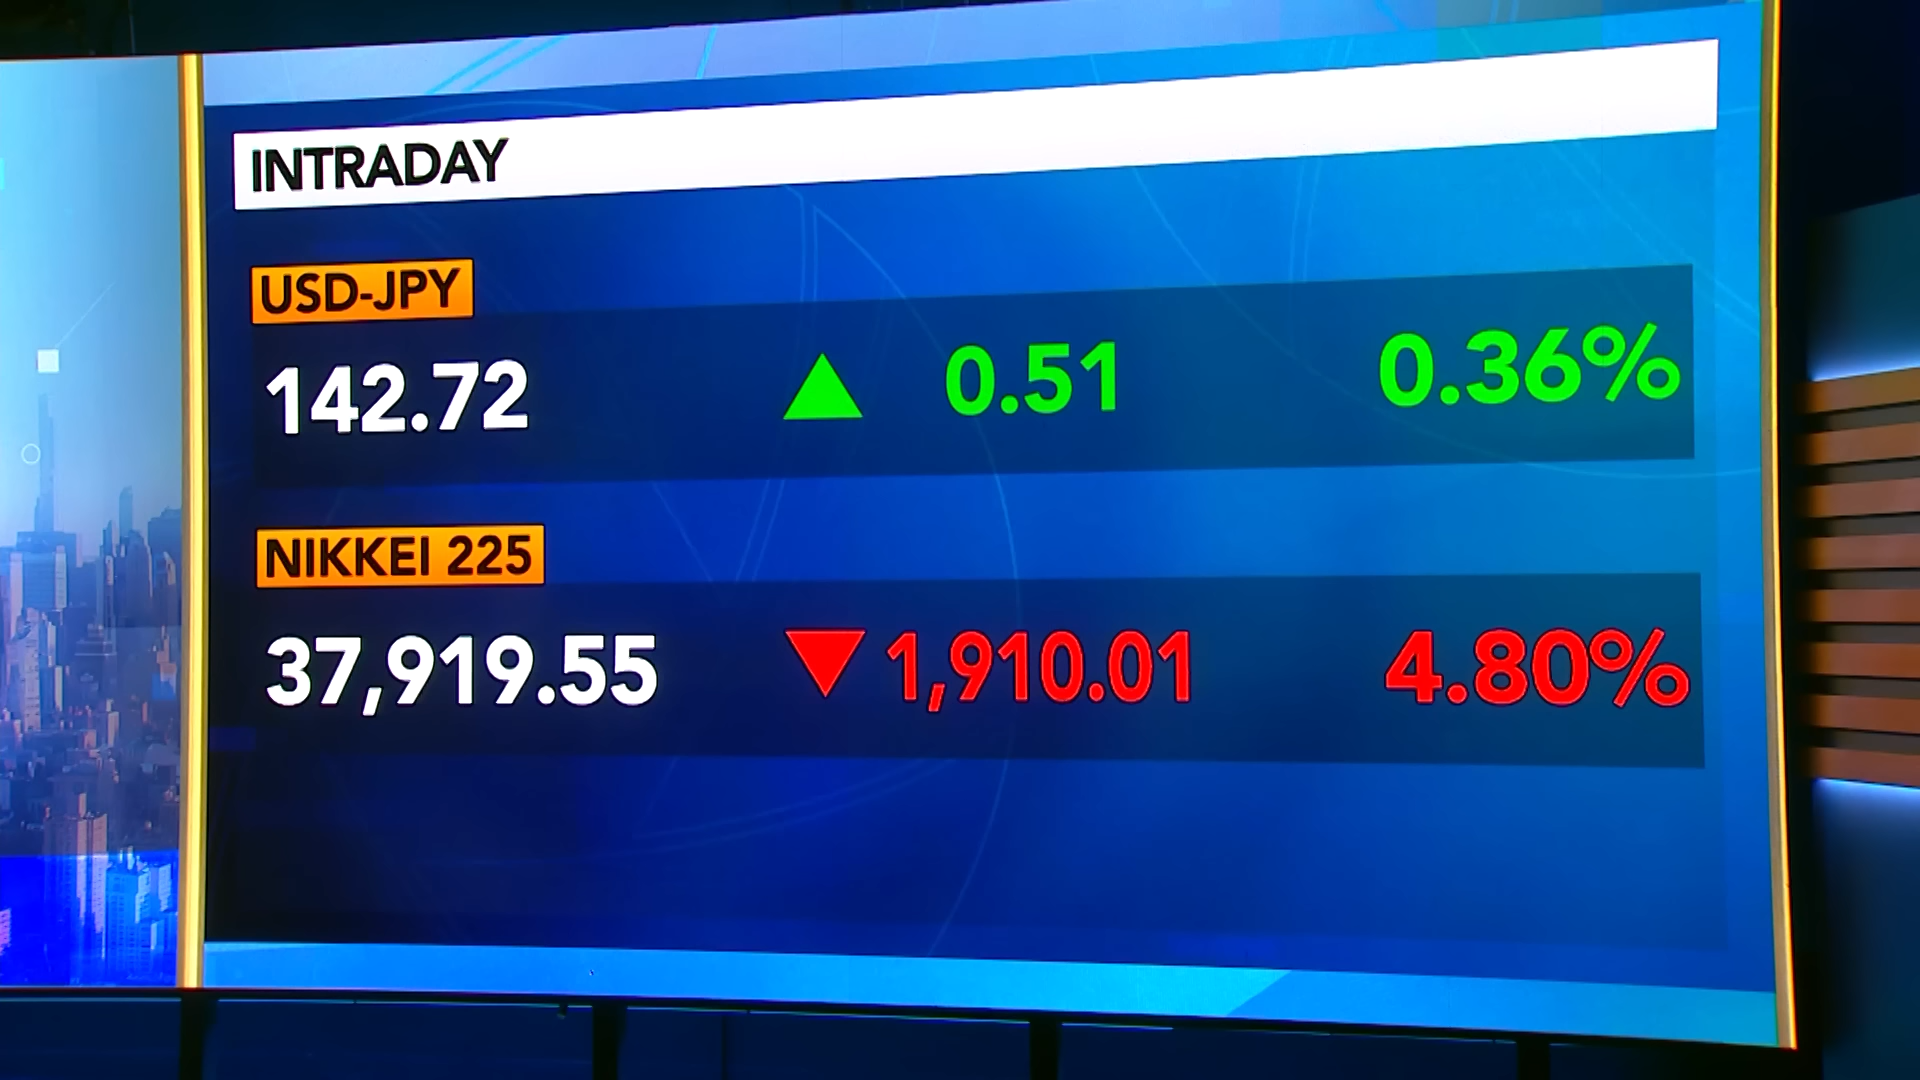 INTRADAY
USD-JPY
142.72 ▲ 0.51 0.36%
NIKKEI 225
37,919.55 ▼ 1,910.01 4.80%